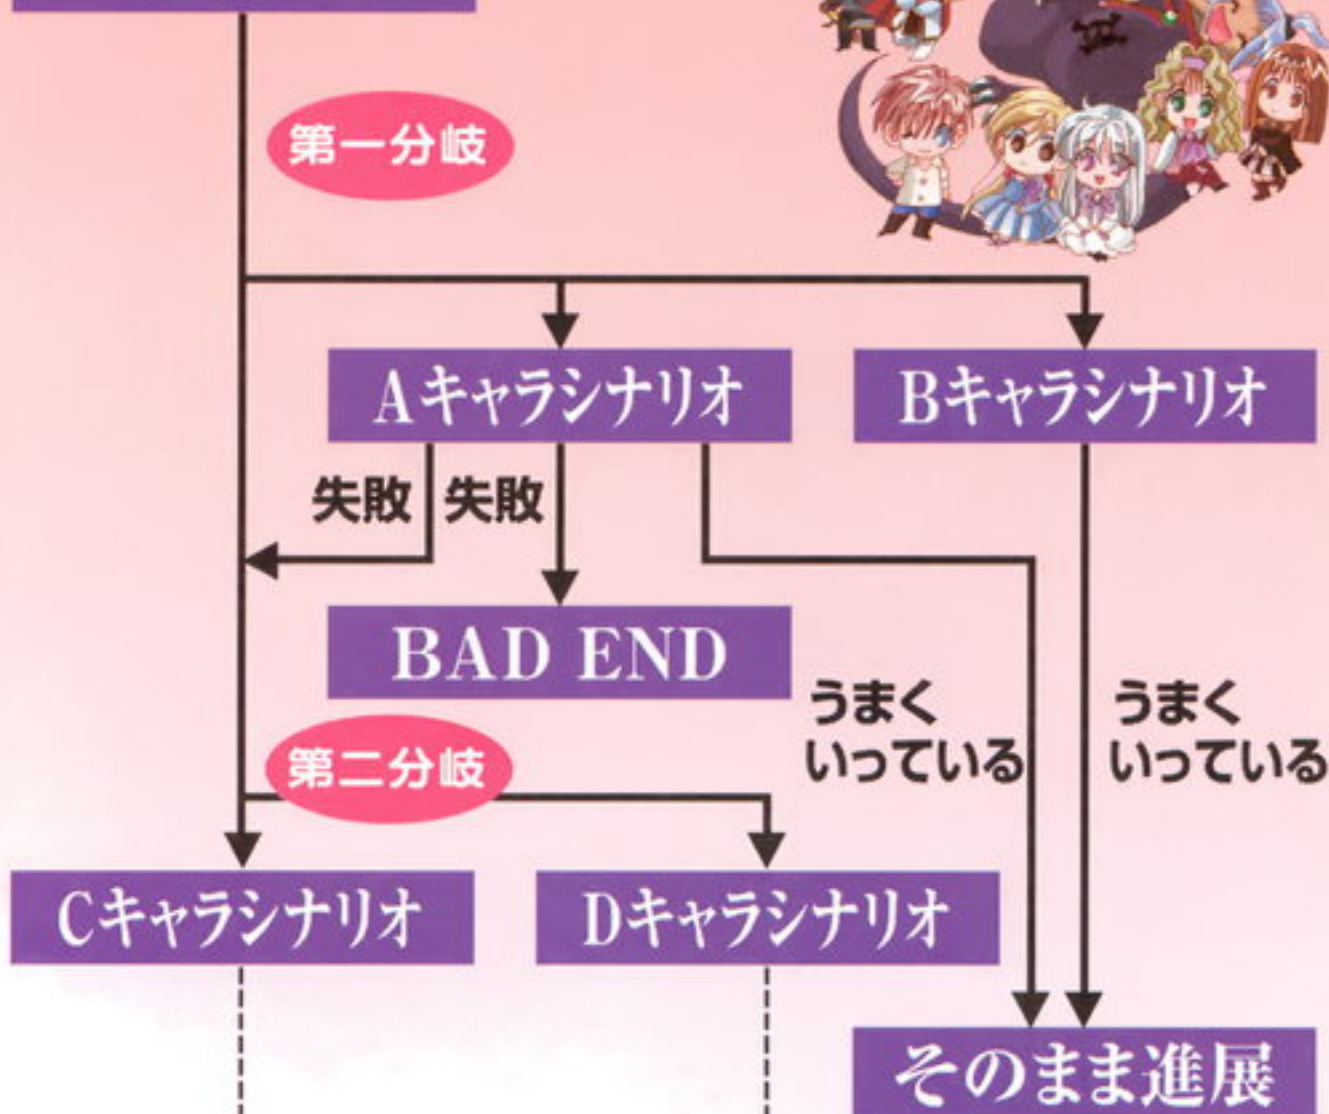 第一分岐
Aキャラシナリオ
Bキャラシナリオ
失敗
失敗
BAD END
うまく
いっている
うまく
いっている
第二分岐
Cキャラシナリオ
Dキャラシナリオ
そのまま進展